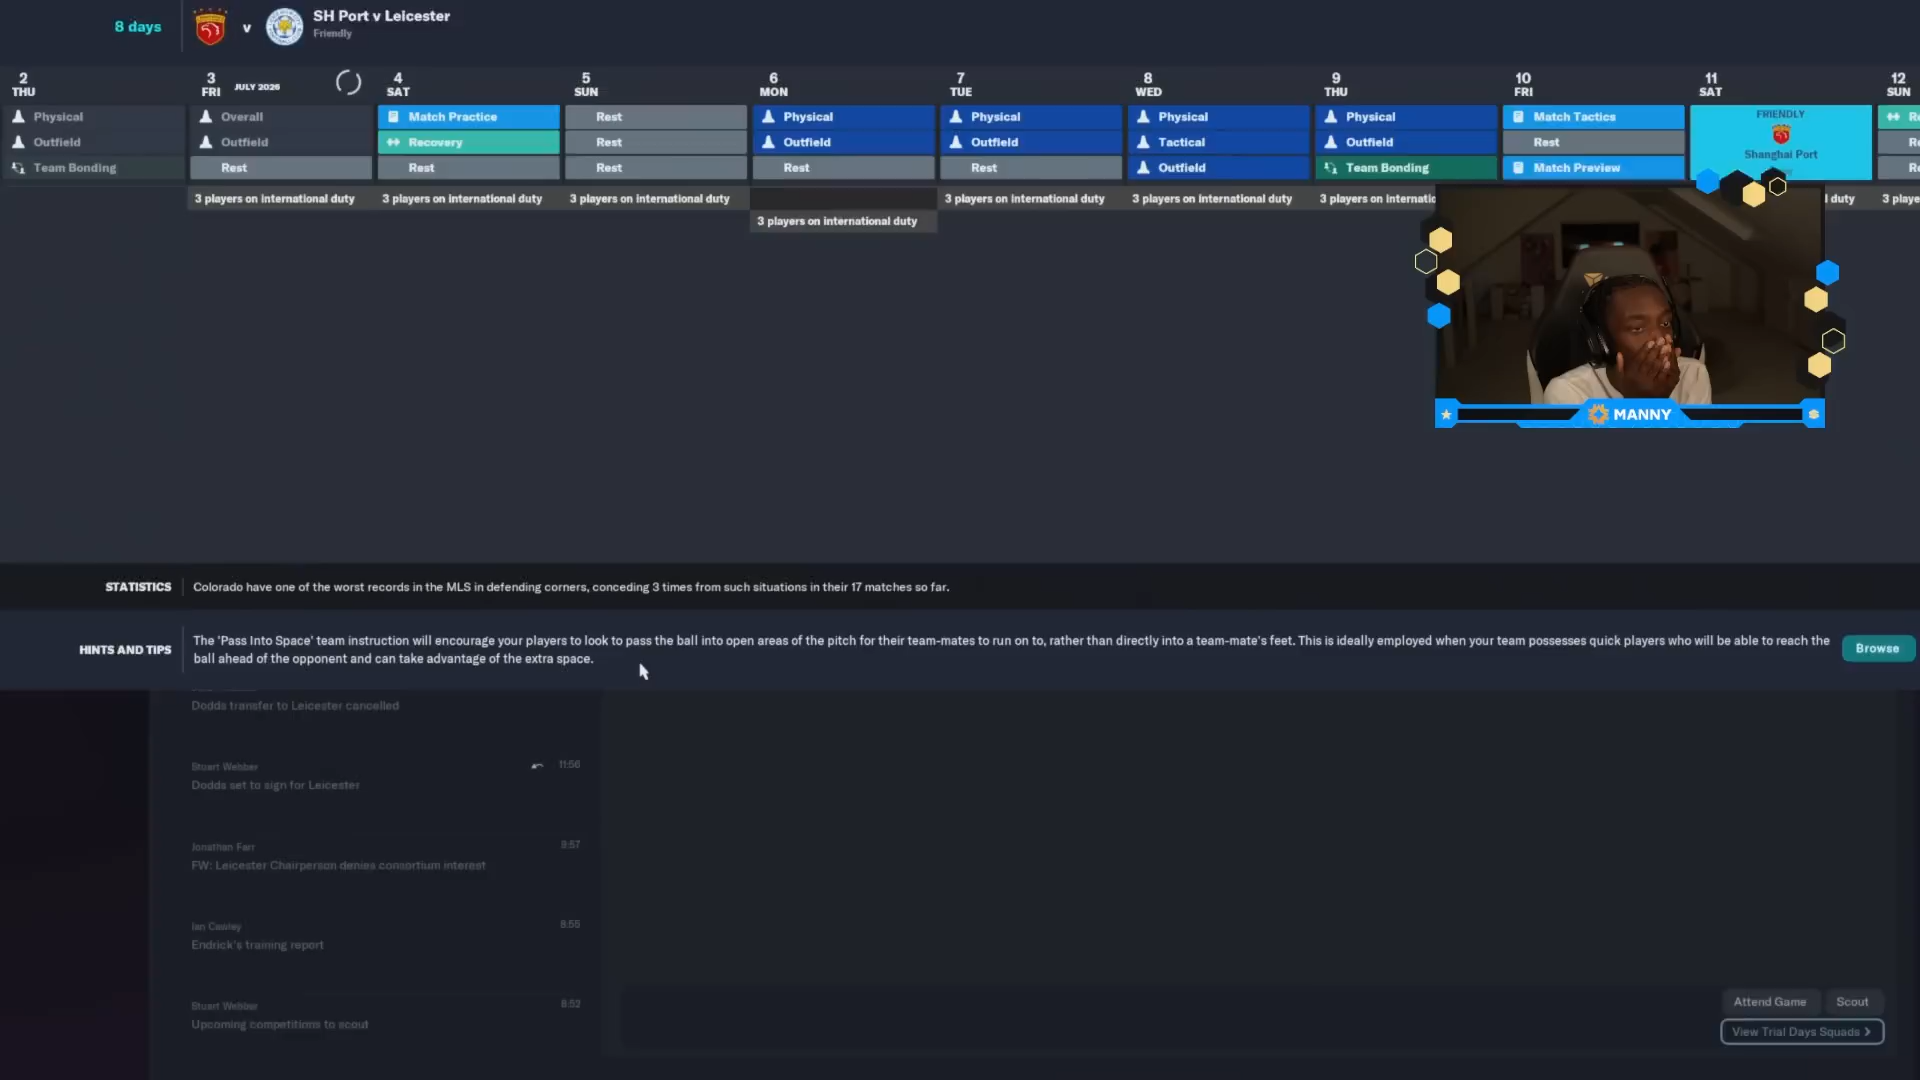 8 days
v
SH Port v Leicester
Friendly
2
THU
3
FRI
JULY 2026
4
SAT
5
SUN
6
MON
7
TUE
8
WED
9
THU
10
FRI
11
SAT
12
SUN
Physical
Outfield
Team Bonding
Overall
Outfield
Rest
Match Practice
Recovery
Rest
Rest
Rest
Rest
Physical
Outfield
Rest
Physical
Outfield
Rest
Physical
Tactical
Outfield
Physical
Outfield
Team Bonding
Match Tactics
Rest
Match Preview
FRIENDLY
Shanghai Port
3 players on international duty
3 players on international duty
3 players on international duty
3 players on international duty
3 players on international duty
3 players on international duty
3 players on
duty
MANNY
STATISTICS
Colorado have one of the worst records in the MLS in defending corners, conceding 3 times from such situations in their 17 matches so far.
HINTS AND TIPS
The 'Pass Into Space' team instruction will encourage your players to look to pass the ball into open areas of the pitch for their team-mates to run on to, rather than directly into a team-mate's feet. This is ideally employed when your team possesses quick players who will be able to reach the
ball ahead of the opponent and can take advantage of the extra space.
Browse
Dodds transfer to Leicester cancelled
Stuart Webber
11:56
Dodds set to sign for Leicester
Jonathan Farr
9:57
FW: Leicester Chairperson denies consortium interest
Ian Cawley
8:55
Endrick's training report
Stuart Webber
8:52
Upcoming competitions to scout
Attend Game
Scout
View Trial Days Squads >